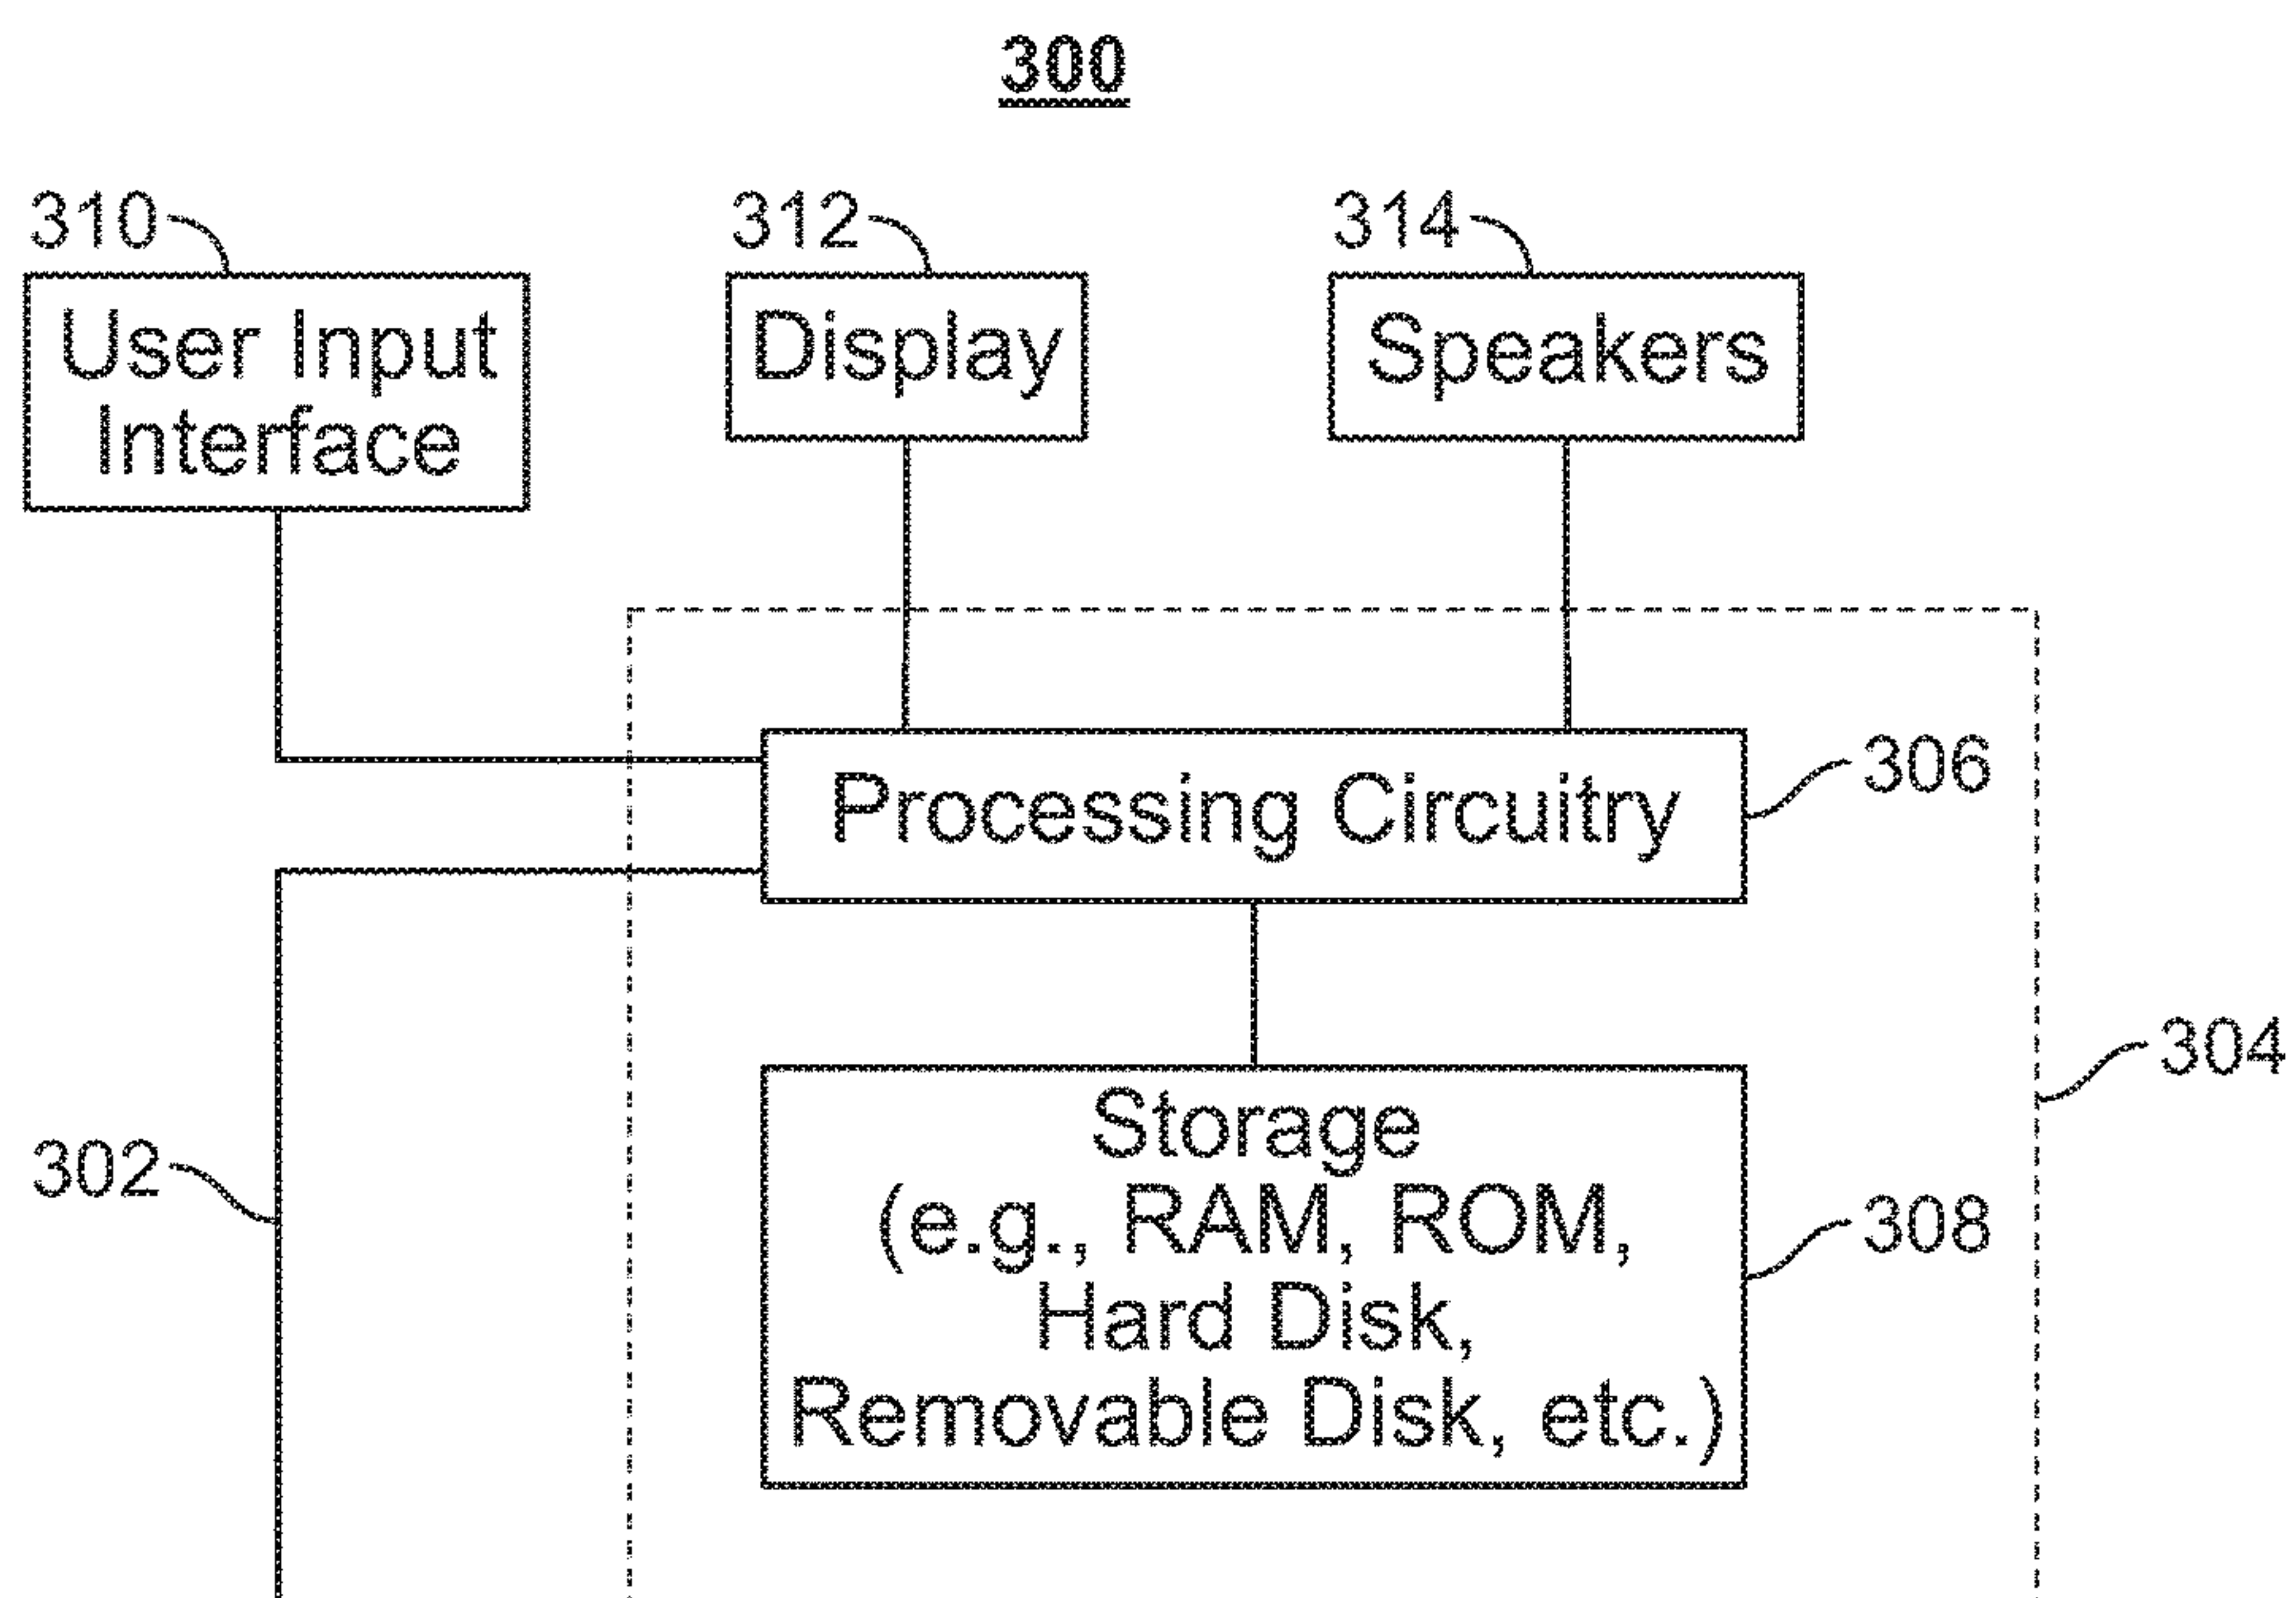 300
310
312
314
User Input
Interface
Display
Speakers
Processing Circuitry
306
304
302
Storage
(e.g., RAM, ROM,
Hard Disk,
Removable Disk, etc.)
308